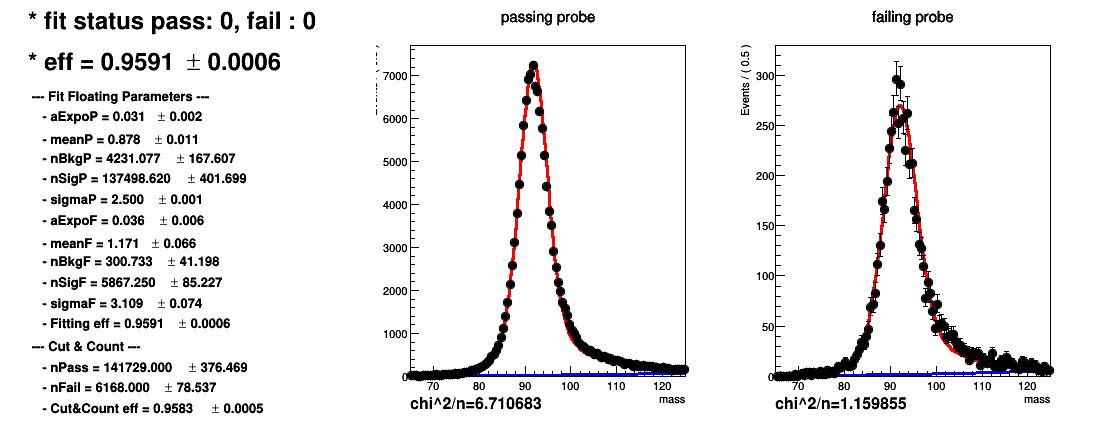 * fit status pass: 0, fail : 0
* eff = 0.9591 ± 0.0006
--- Fit Floating Parameters ---
- aExpoP = 0.031 ± 0.002
- meanP = 0.878 ± 0.011
- nBkgP = 4231.077 ± 167.607
- nSigP = 137498.620 ± 401.699
- sigmaP = 2.500 ± 0.001
- aExpoF = 0.036 ± 0.006
- meanF = 1.171 ± 0.066
- nBkgF = 300.733 ± 41.198
- nSigF = 5867.250 ± 85.227
- sigmaF = 3.109 ± 0.074
- Fitting eff = 0.9591 ± 0.0006
--- Cut & Count ---
- nPass = 141729.000 ± 376.469
- nFail = 6168.000 ± 78.537
- Cut&Count eff = 0.9583 ± 0.0005
passing probe
7000
6000
5000
4000
3000
2000
1000
0
70 80 90 100 110 120
mass
chi^2/n=6.710683
failing probe
Events / ( 0.5 )
300
250
200
150
100
50
0
70 80 90 100 110 120
mass
chi^2/n=1.159855